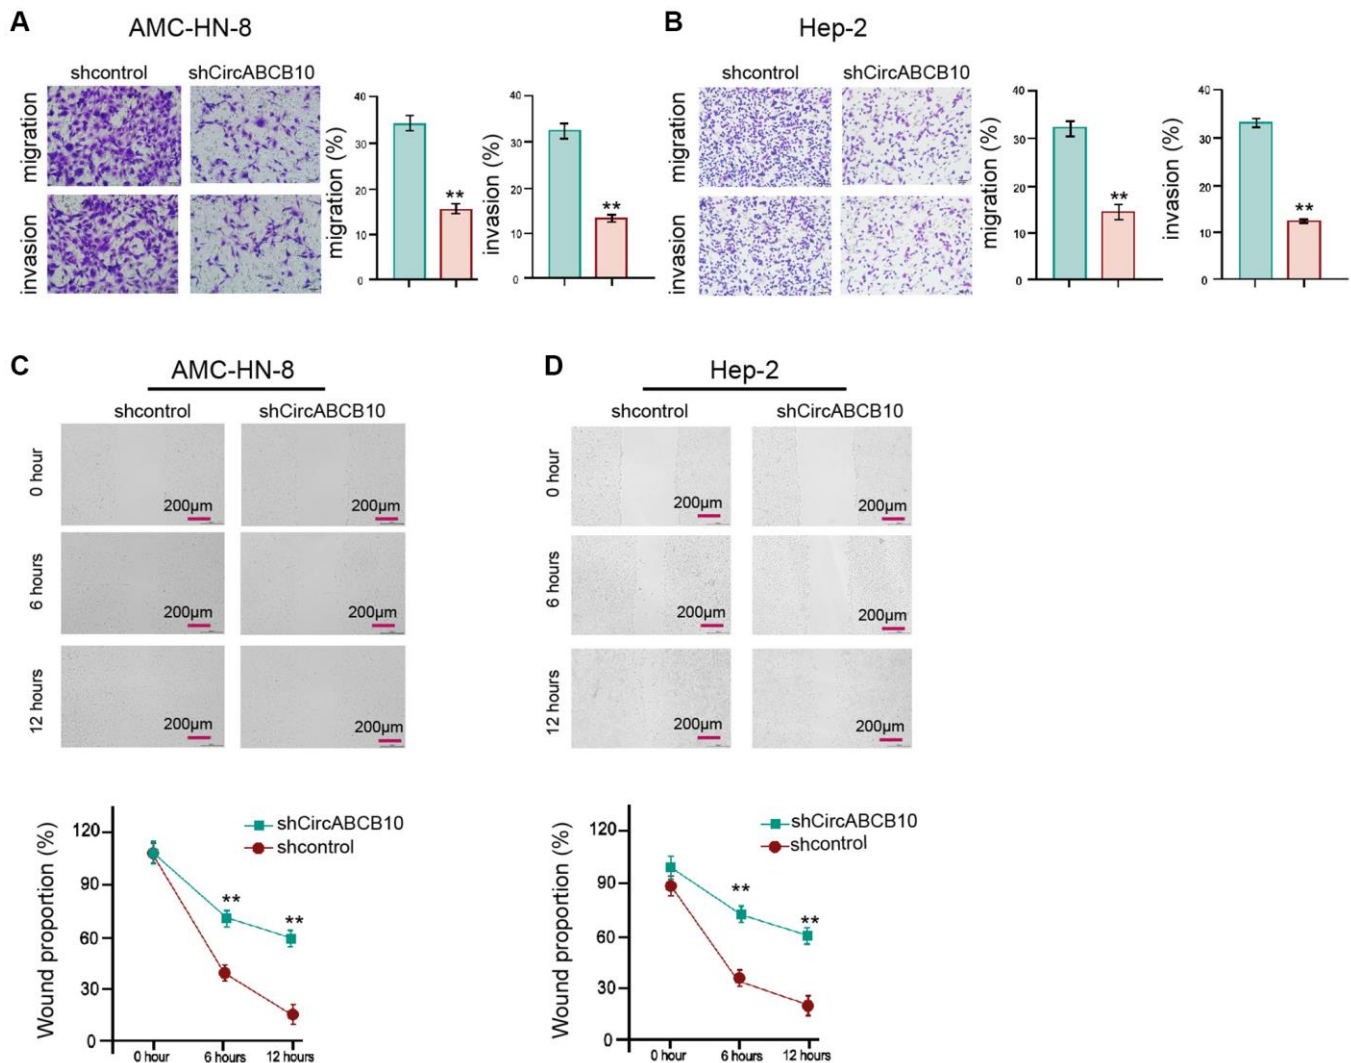 A
AMC-HN-8
shcontrol
shCircABCB10
migration
invasion
migration (%)
40
30
20
10
0
**
invasion (%)
40
30
20
10
0
**
B
Hep-2
shcontrol
shCircABCB10
migration
invasion
migration (%)
40
30
20
10
0
**
invasion (%)
40
30
20
10
0
**
C
AMC-HN-8
shcontrol
shCircABCB10
0 hour
200µm
200µm
6 hours
200µm
200µm
12 hours
200µm
200µm
Wound proportion (%)
120
90
60
30
0
shCircABCB10
shcontrol
**
**
0 hour
6 hours
12 hours
D
Hep-2
shcontrol
shCircABCB10
0 hour
200µm
200µm
6 hours
200µm
200µm
12 hours
200µm
200µm
Wound proportion (%)
120
90
60
30
0
shCircABCB10
shcontrol
**
**
0 hour
6 hours
12 hours